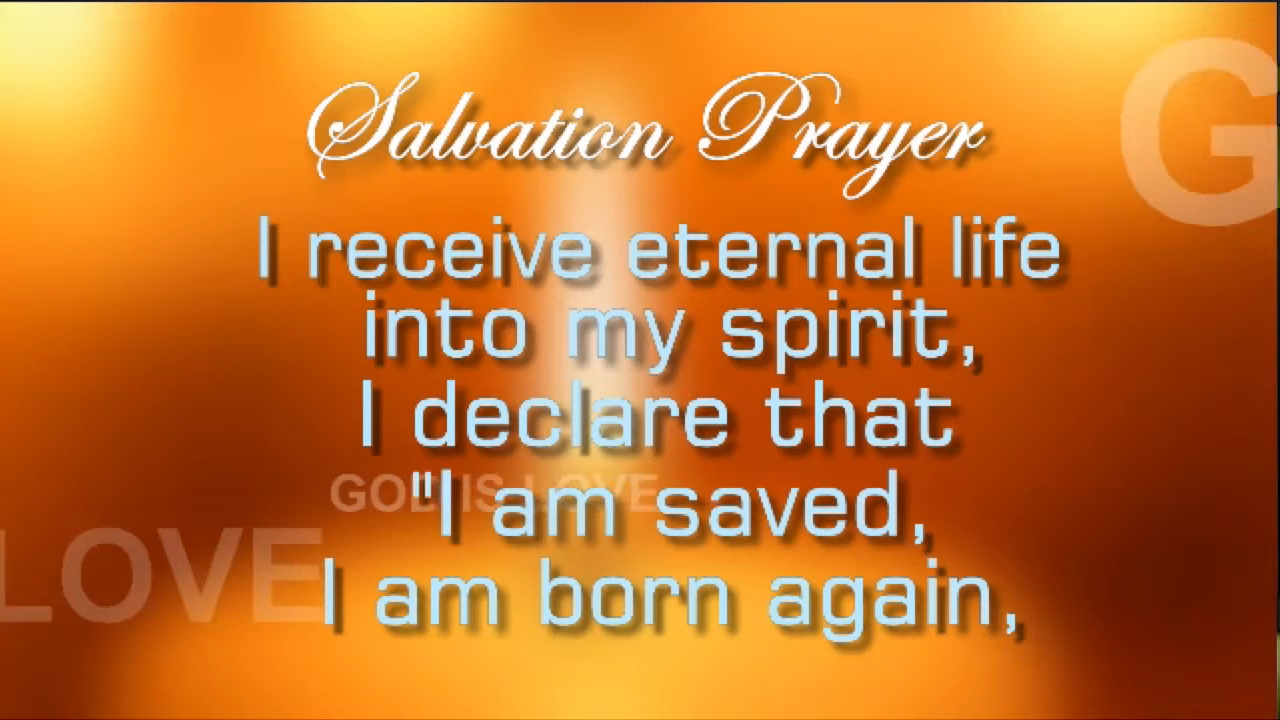 Salvation Prayer
I receive eternal life
into my spirit,
I declare that
"I am saved,
I am born again,
GOD IS LOVE
LOVE
G